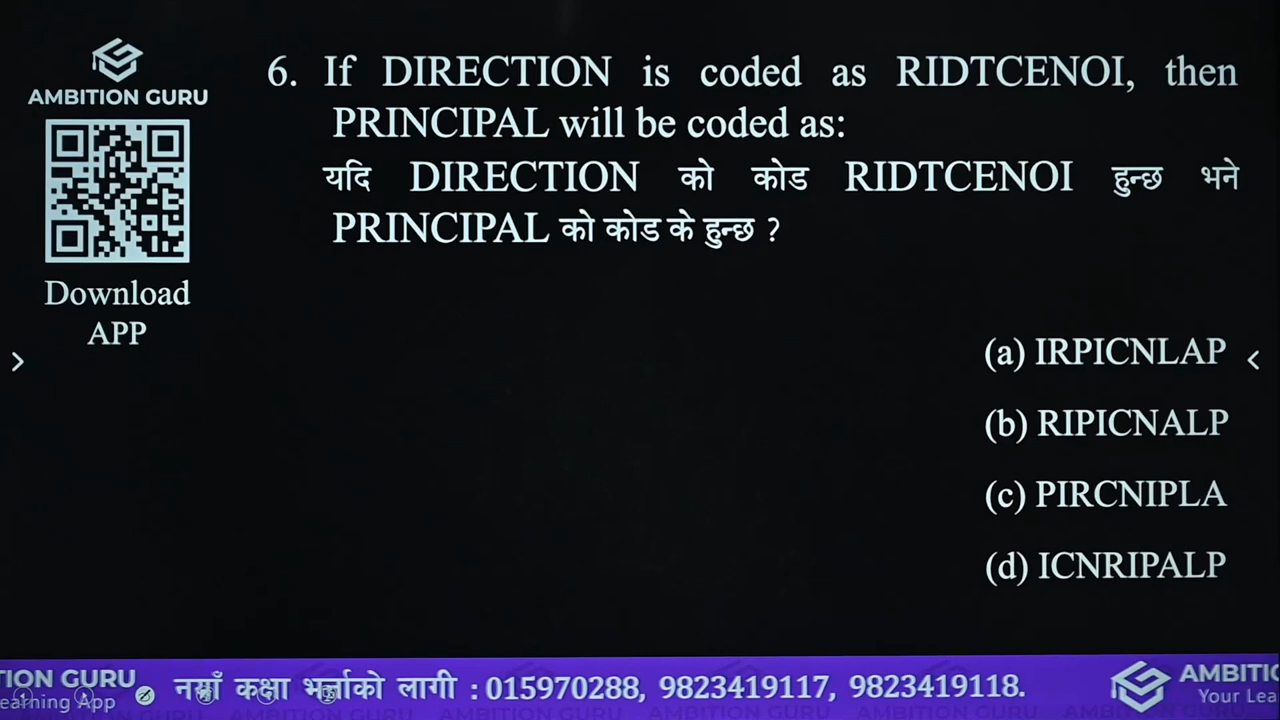 AMBITION GURU
Download
APP
6. If DIRECTION is coded as RIDTCENOI, then
PRINCIPAL will be coded as:
यदि DIRECTION को कोड RIDTCENOI हुन्छ भने
PRINCIPAL को कोड के हुन्छ ?
(a) IRPICNLAP
(b) RIPICNALP
(c) PIRCNIPLA
(d) ICNRIPALP
TION GURU
earning App
नयाँ कक्षा भर्नाको लागी : 015970288, 9823419117, 9823419118.
AMBITIO
Your Lea